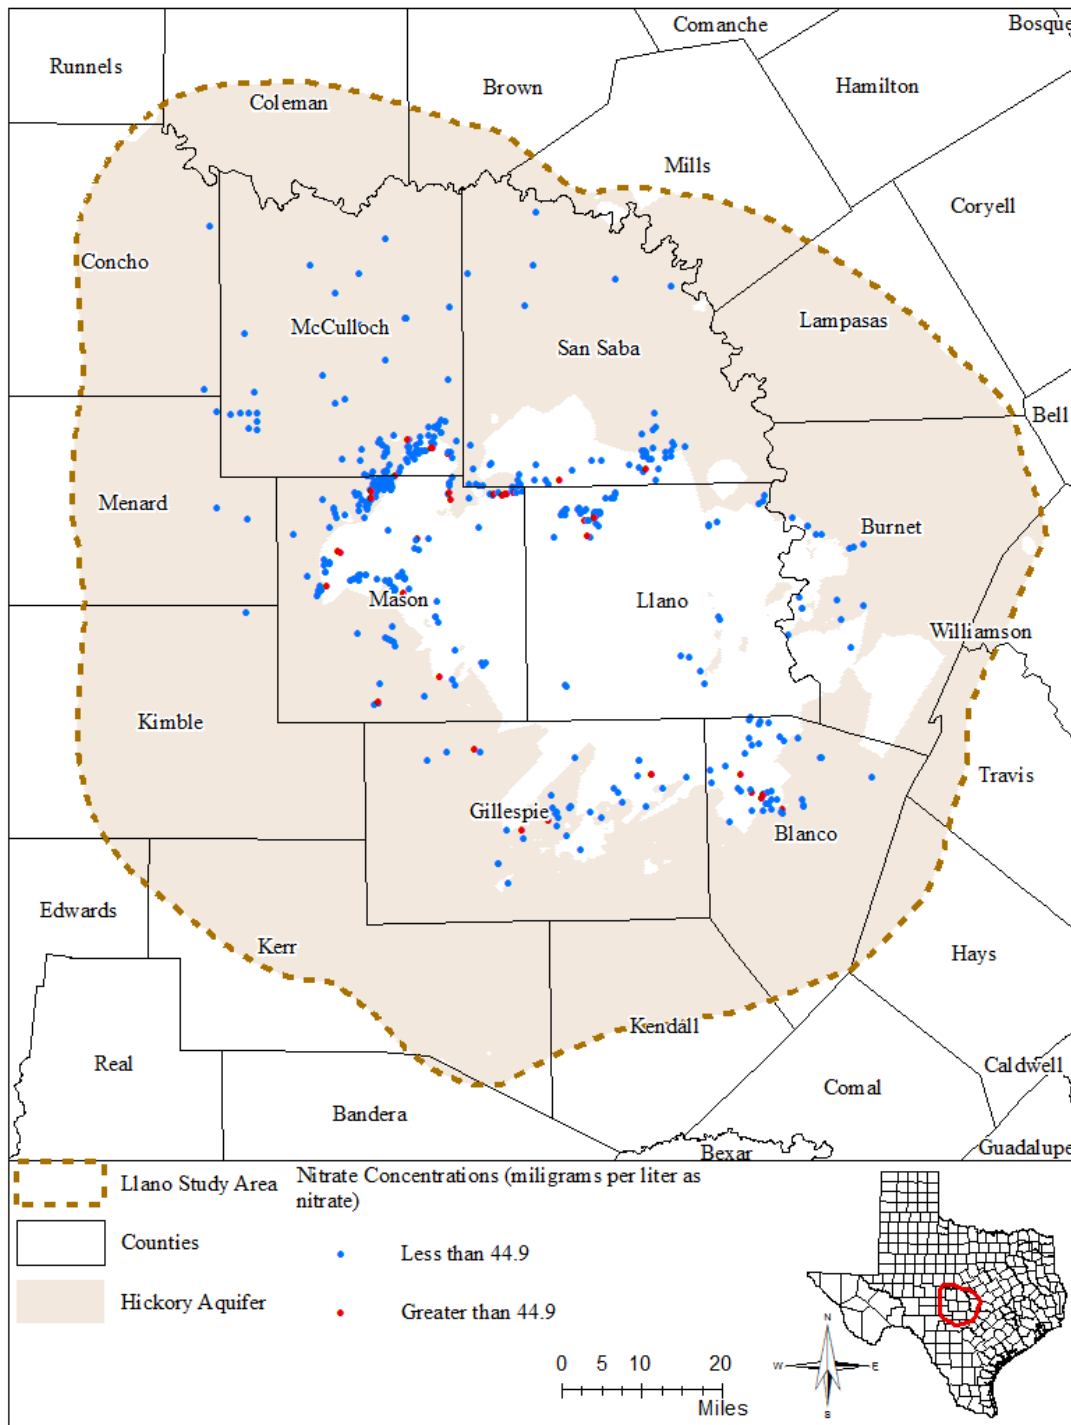 Comanche
Bosque
Runnels
Brown
Hamilton
Coleman
Mills
Coryell
Concho
McCulloch
San Saba
Lampasas
Bell
Menard
Burnet
Mason
Llano
Williamson
Kimble
Travis
Gillespie
Blanco
Edwards
Kerr
Hays
Kendall
Real
Caldwell
Comal
Bandera
Bexar
Guadalupe
Llano Study Area
Counties
Hickory Aquifer
Nitrate Concentrations (miligrams per liter as
nitrate)
Less than 44.9
Greater than 44.9
0 5 10 20
Miles
N
W
E
S